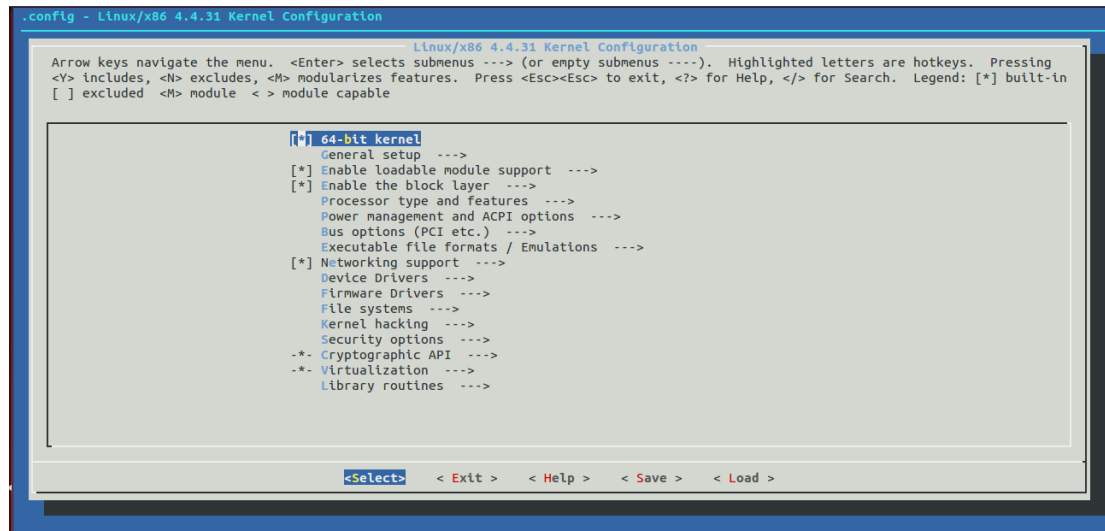 .config - Linux/x86 4.4.31 Kernel Configuration
Linux/x86 4.4.31 Kernel Configuration
Arrow keys navigate the menu.  <Enter> selects submenus ---> (or empty submenus ----).  Highlighted letters are hotkeys.  Pressing
<Y> includes, <N> excludes, <M> modularizes features.  Press <Esc><Esc> to exit, <?> for Help, </> for Search.  Legend: [*] built-in
[ ] excluded  <M> module  < > module capable
[*] 64-bit kernel
General setup  --->
[*] Enable loadable module support  --->
[*] Enable the block layer  --->
Processor type and features  --->
Power management and ACPI options  --->
Bus options (PCI etc.)  --->
Executable file formats / Emulations  --->
[*] Networking support  --->
Device Drivers  --->
Firmware Drivers  --->
File systems  --->
Kernel hacking  --->
Security options  --->
-*- Cryptographic API  --->
-*- Virtualization  --->
Library routines  --->
<Select>    < Exit >    < Help >    < Save >    < Load >